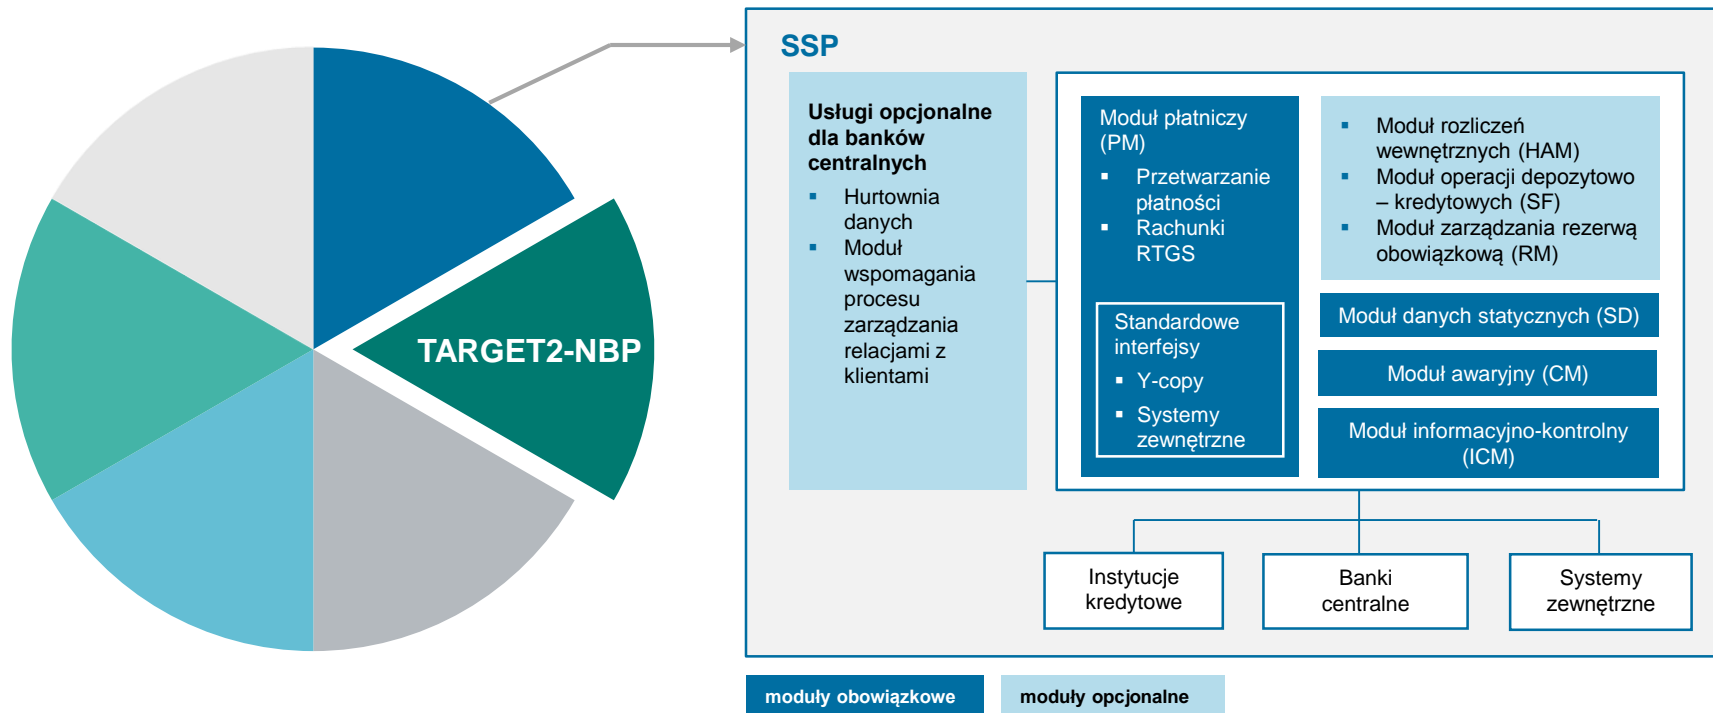 TARGET2-NBP
SSP
Usługi opcjonalne
dla banków
centralnych
▪ Hurtownia
danych
▪ Moduł
wspomagania
procesu
zarządzania
relacjami z
klientami
Moduł płatniczy
(PM)
▪ Przetwarzanie
płatności
▪ Rachunki
RTGS
Standardowe
interfejsy
▪ Y-copy
▪ Systemy
zewnętrzne
▪ Moduł rozliczeń
wewnętrznych (HAM)
▪ Moduł operacji depozytowo
– kredytowych (SF)
▪ Moduł zarządzania rezerwą
obowiązkową (RM)
Moduł danych statycznych (SD)
Moduł awaryjny (CM)
Moduł informacyjno-kontrolny
(ICM)
Instytucje
kredytowe
Banki
centralne
Systemy
zewnętrzne
moduły obowiązkowe
moduły opcjonalne